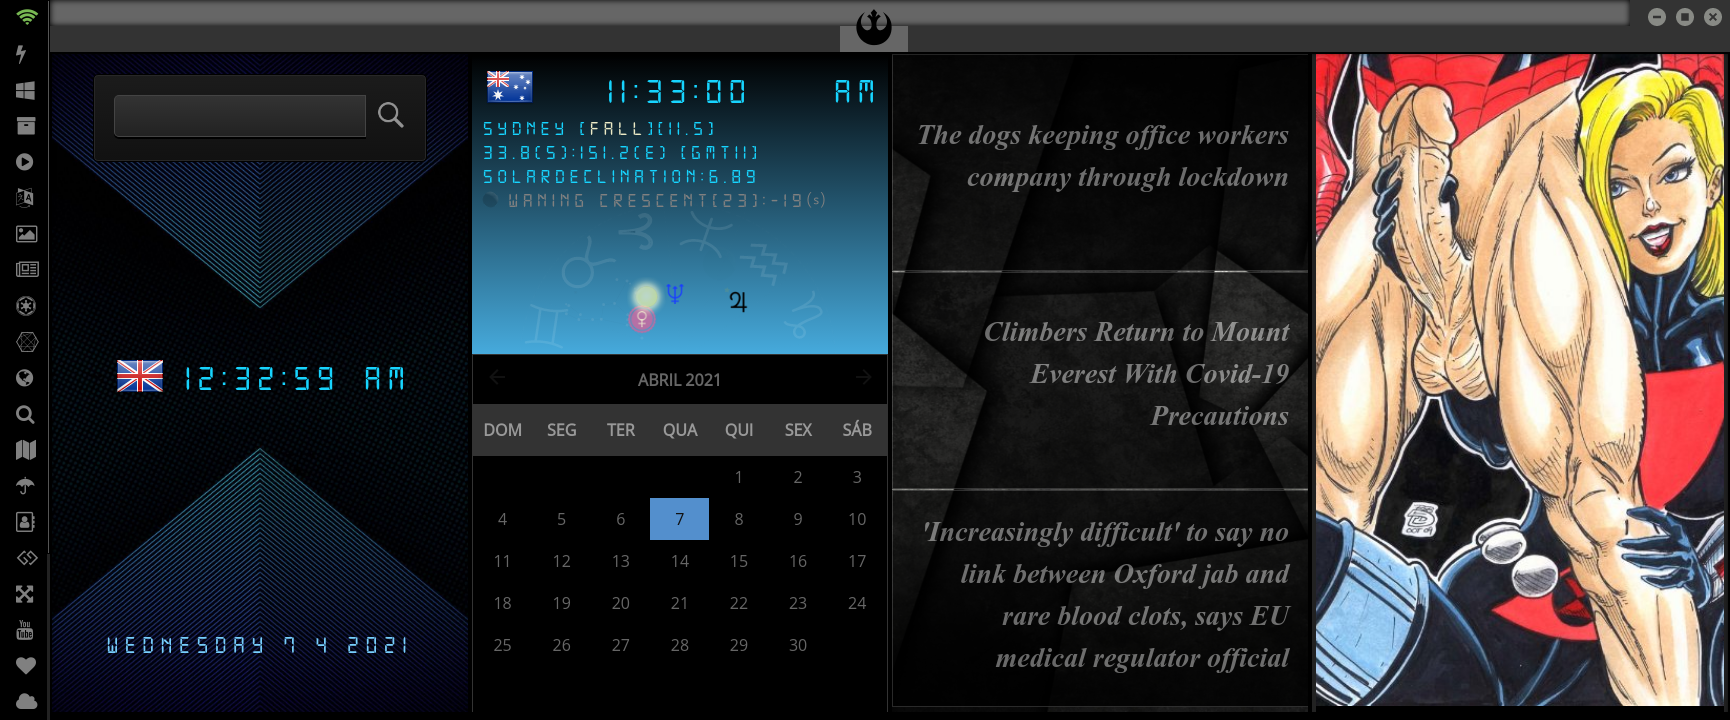 11:33:00 AM
SYDNEY (FALL)(11.5)
33.8(S):151.2(E) (GMT11)
SOLARDECLINATION:6.89
WANING CRESCENT(23):-19(s)
12:32:59 AM
WEDNESDAY 7 4 2021
ABRIL 2021
DOM SEG TER QUA QUI SEX SÁB
1 2 3
4 5 6 7 8 9 10
11 12 13 14 15 16 17
18 19 20 21 22 23 24
25 26 27 28 29 30
The dogs keeping office workers
company through lockdown
Climbers Return to Mount
Everest With Covid-19
Precautions
'Increasingly difficult' to say no
link between Oxford jab and
rare blood clots, says EU
medical regulator official
You
Tube